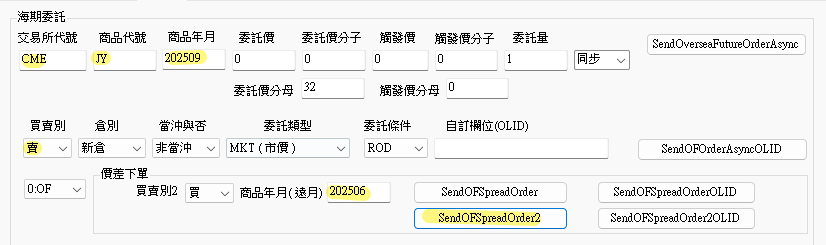 海期委託
交易所代號 商品代號 商品年月 委託價 委託價分子 觸發價 觸發價分子 委託量
CME JY 202509 0 0 0 0 1 同步 SendOverseaFutureOrderAsync
委託價分母 32 觸發價分母 0
買賣別 倉別 當沖與否 委託類型 委託條件 自訂欄位(OLID)
賣 新倉 非當沖 MKT ( 市價 ) ROD SendOFOrderAsyncOLID
價差下單
0:OF 買賣別2 買 商品年月( 遠月) 202506 SendOFSpreadOrder SendOFSpreadOrderOLID
SendOFSpreadOrder2 SendOFSpreadOrder2OLID